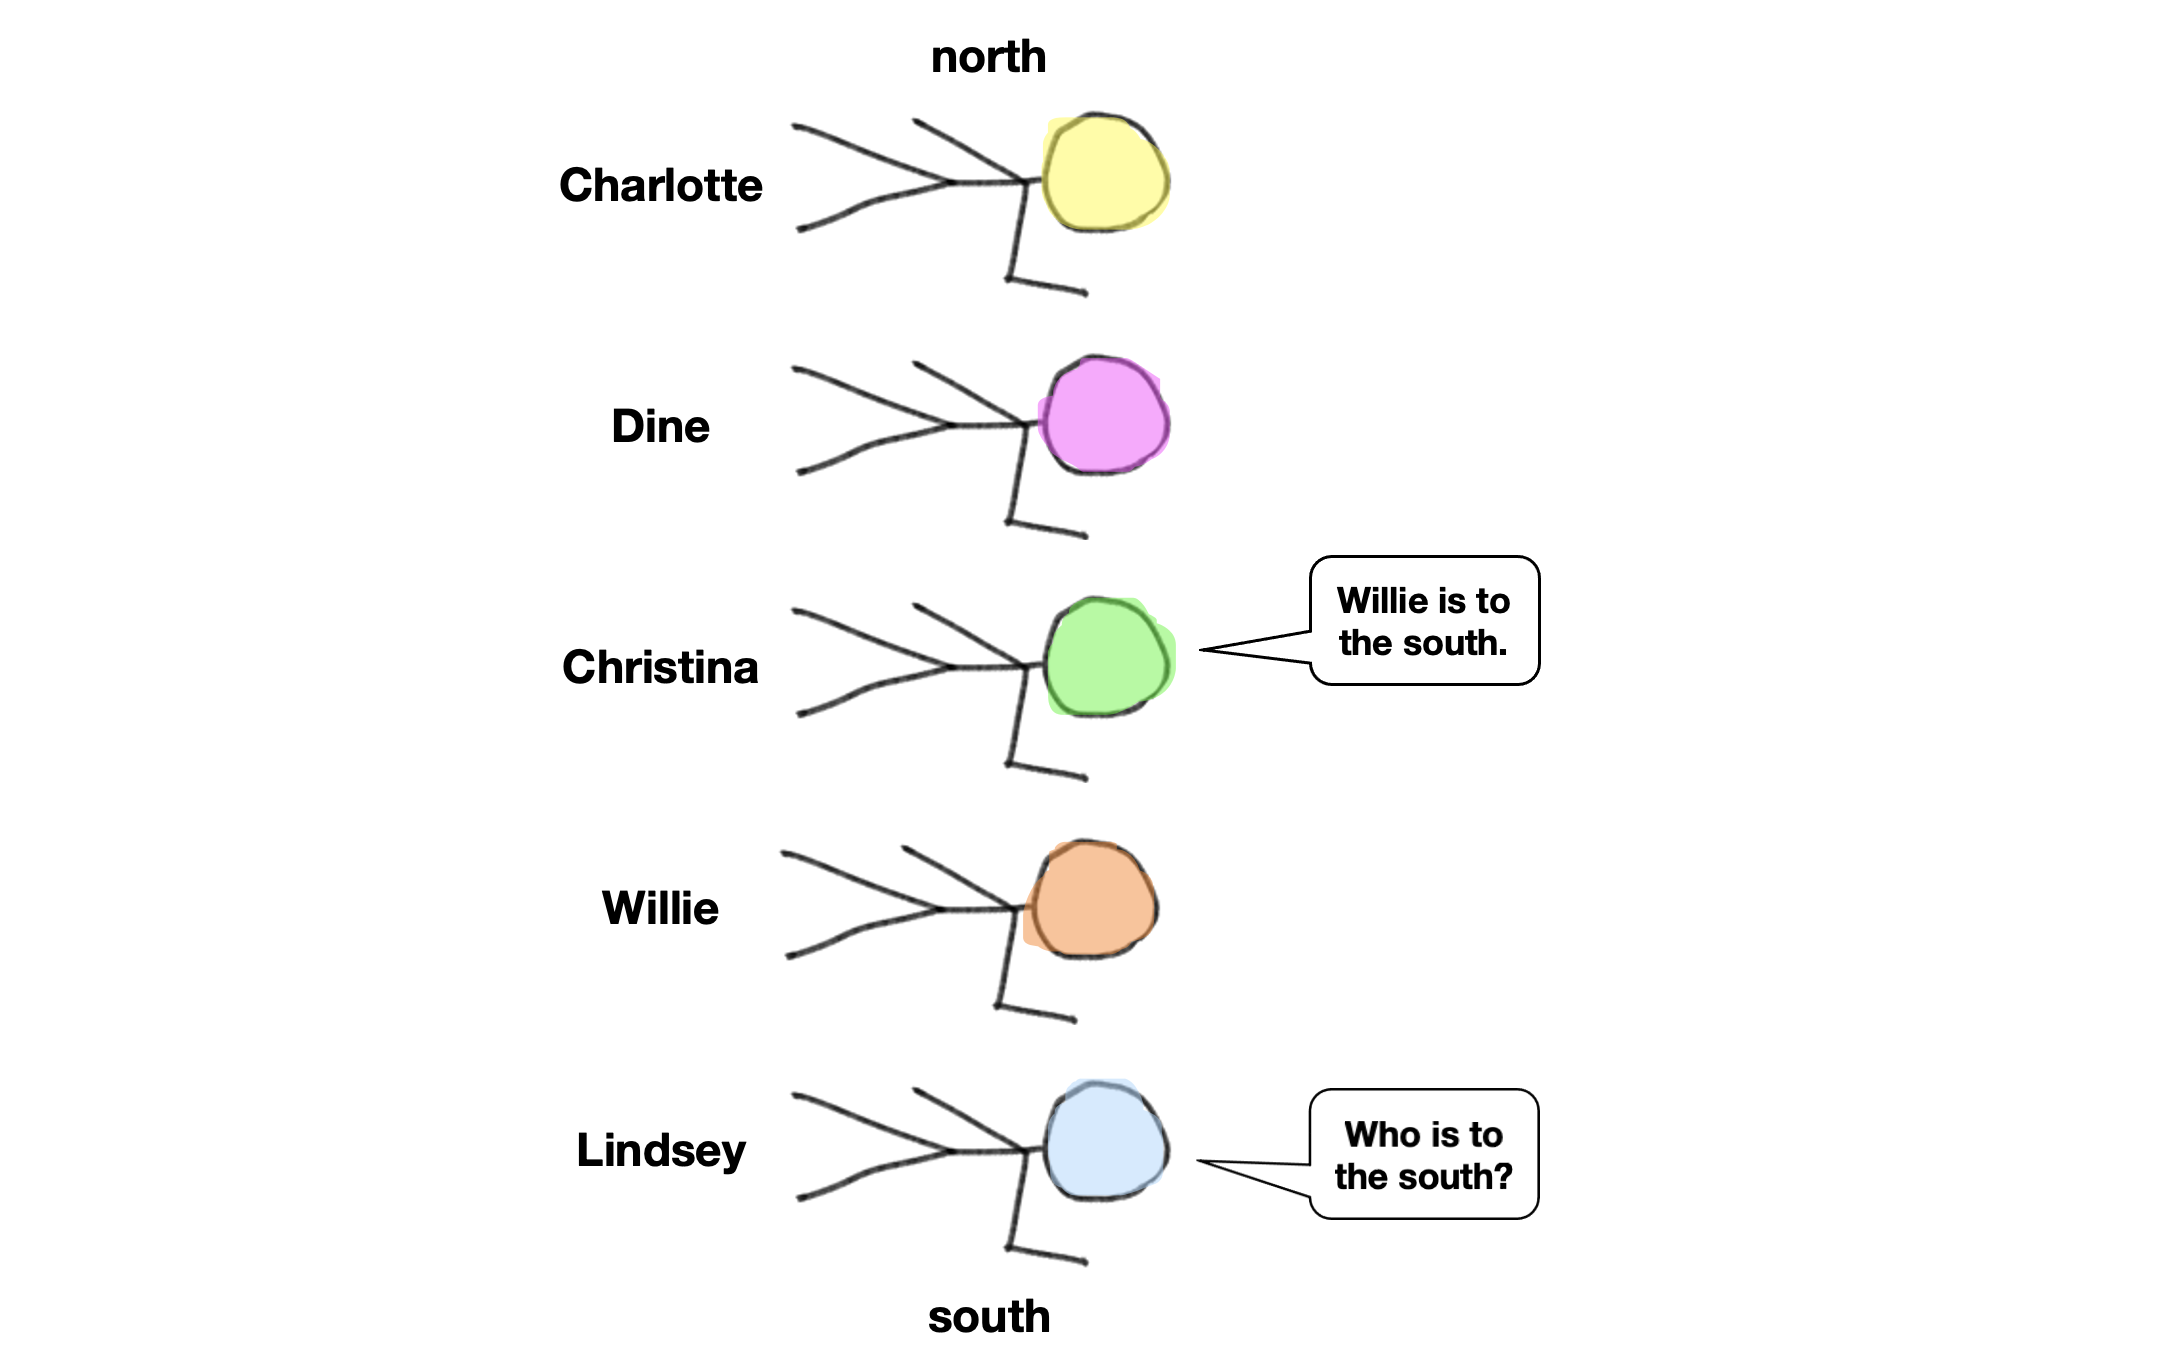 north
Charlotte
Dine
Christina
Willie is to
the south.
Willie
Lindsey
Who is to
the south?
south